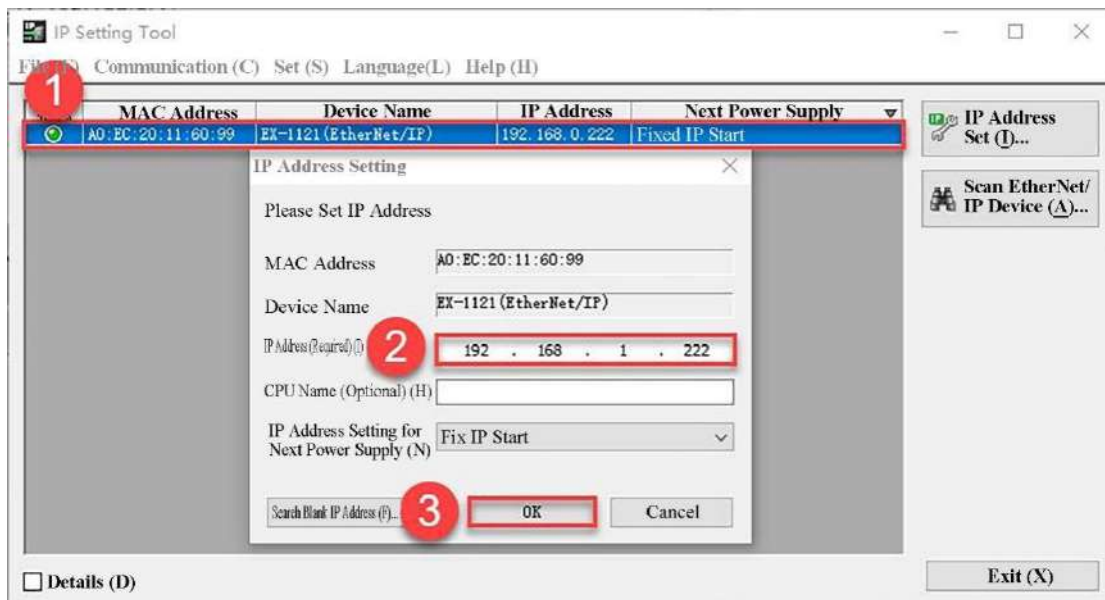 IP Setting Tool
Communication (C) Set (S) Language(L) Help (H)
1
MAC Address Device Name IP Address Next Power Supply
A0:EC:20:11:60:99 EX-1121(EtherNet/IP) 192.168.0.222 Fixed IP Start
IP Address
Set (I)...
Scan EtherNet/
IP Device (A)...
IP Address Setting
Please Set IP Address
MAC Address A0:EC:20:11:60:99
Device Name EX-1121(EtherNet/IP)
IP Address(Required)(I) 2 192 . 168 . 1 . 222
CPU Name (Optional) (H)
IP Address Setting for
Next Power Supply (N) Fix IP Start
Search Blank IP Address (F)... 3 OK Cancel
Details (D)
Exit (X)